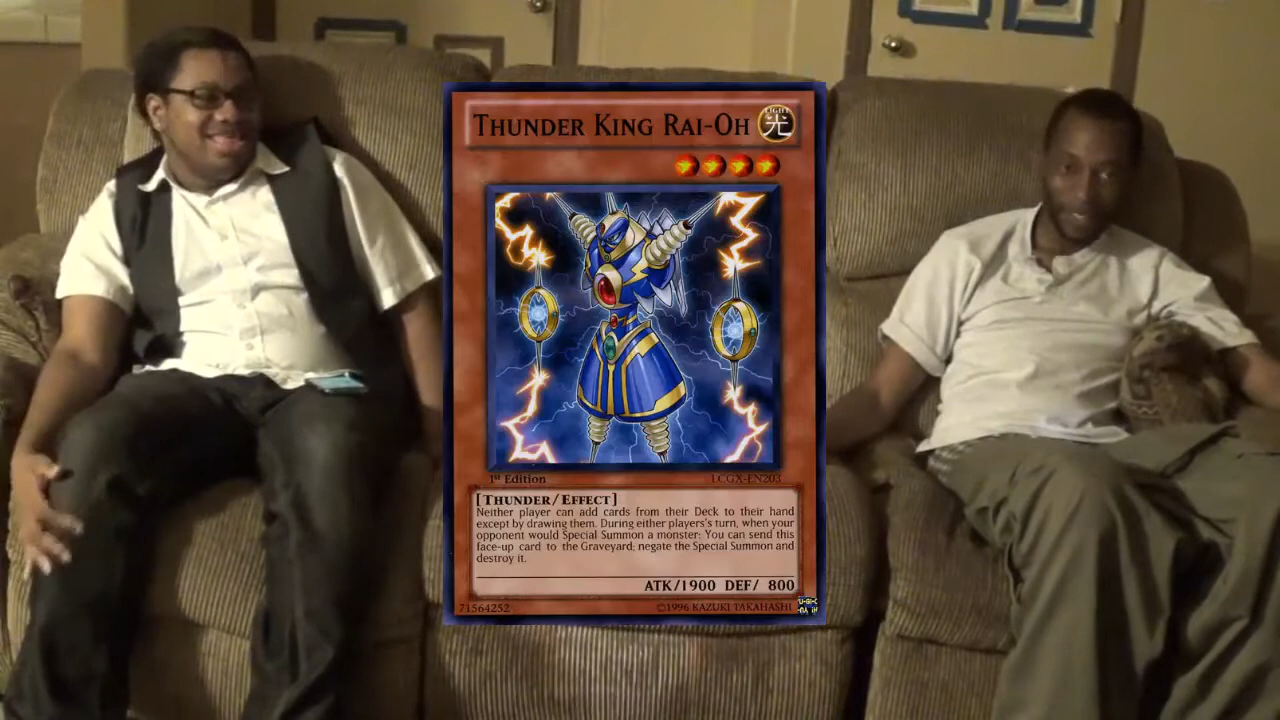 THUNDER KING RAI-OH
LIGHT
光
1st Edition
LCGX-EN203
[THUNDER/EFFECT]
Neither player can add cards from their Deck to their hand
except by drawing them. During either players's turn, when your
opponent would Special Summon a monster: You can send this
face-up card to the Graveyard; negate the Special Summon and
destroy it.
ATK/1900 DEF/ 800
71564252
©1996 KAZUKI TAKAHASHI